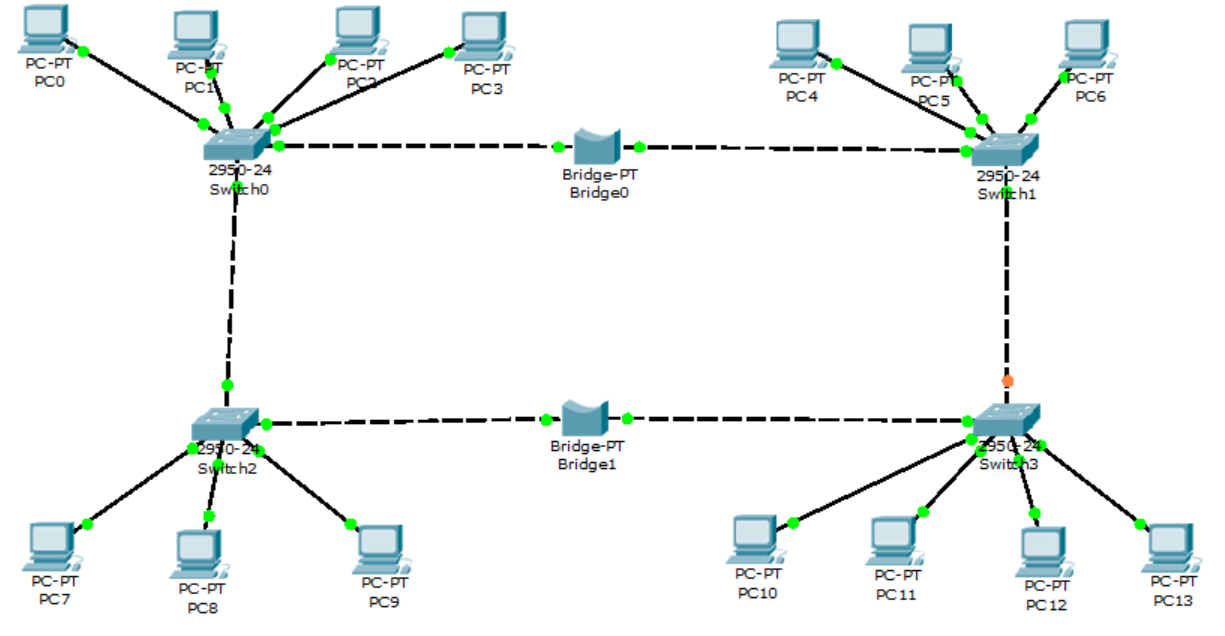 PC-PT
PC0
PC-PT
PC1
PC-PT
PC2
PC-PT
PC3
PC-PT
PC4
PC-PT
PC5
PC-PT
PC6
2950-24
Switch0
Bridge-PT
Bridge0
2950-24
Switch1
2950-24
Switch2
Bridge-PT
Bridge1
2950-24
Switch3
PC-PT
PC7
PC-PT
PC8
PC-PT
PC9
PC-PT
PC10
PC-PT
PC11
PC-PT
PC12
PC-PT
PC13